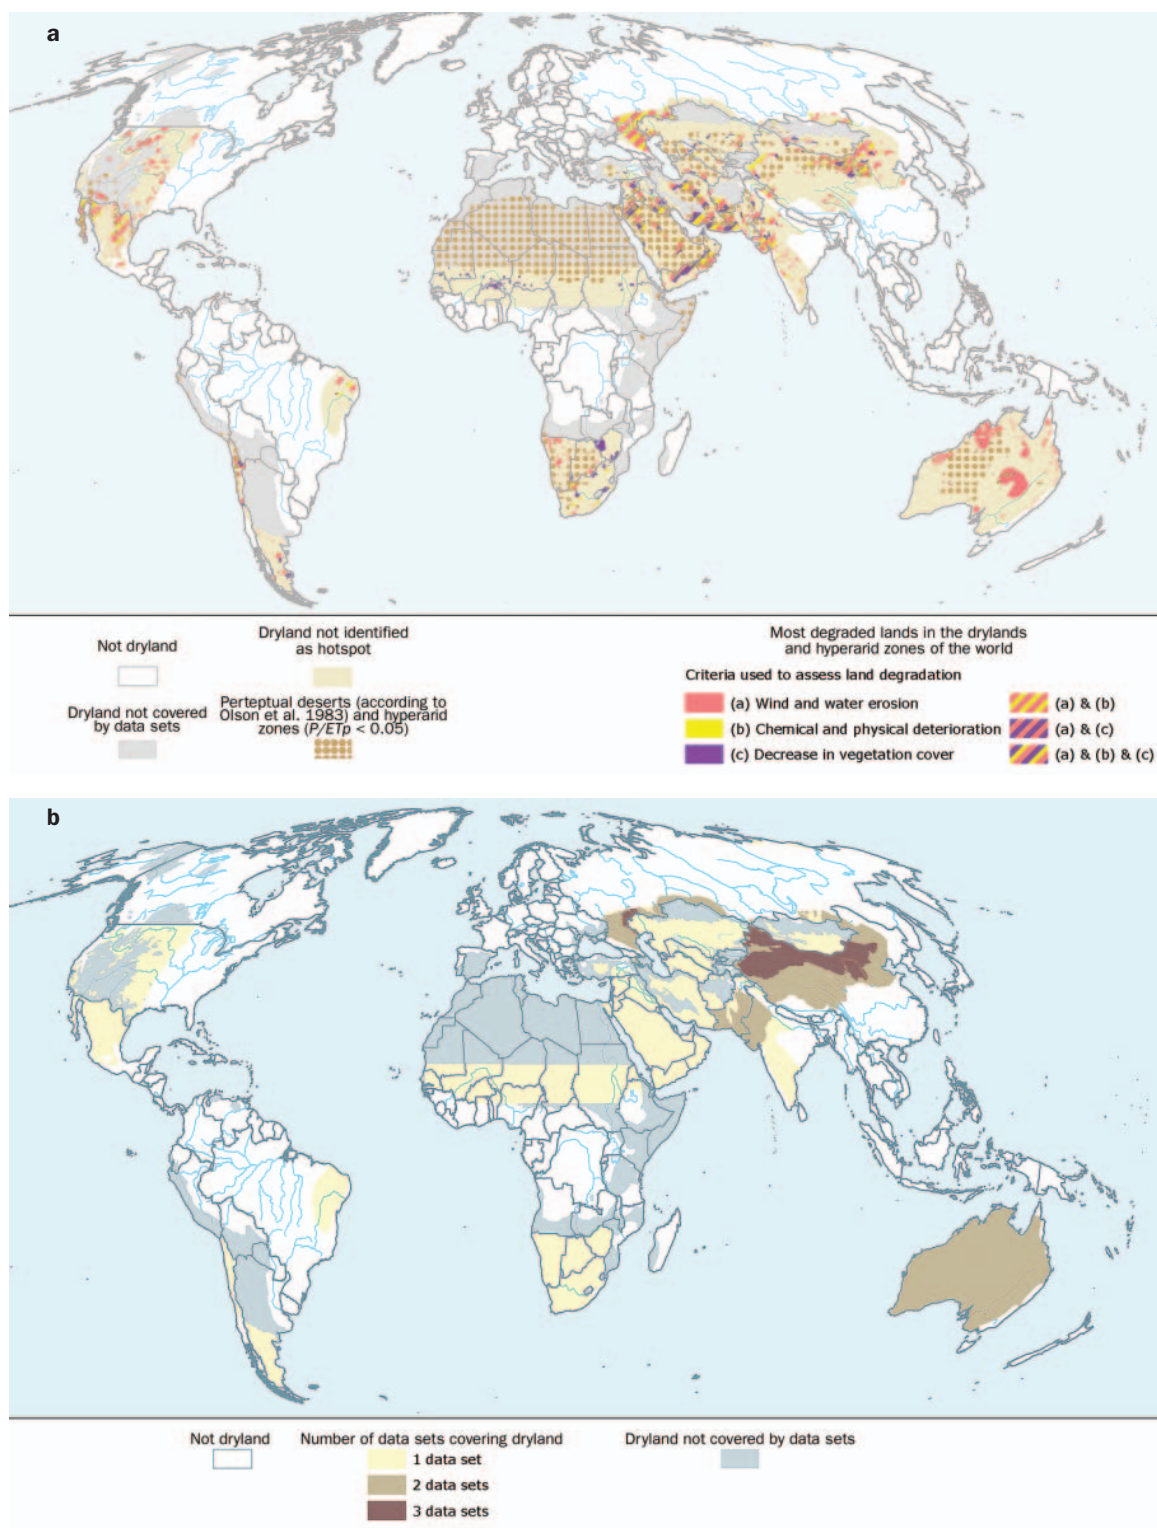 a
Not dryland
Dryland not identified
as hotspot
Dryland not covered
by data sets
Perteptual deserts (according to
Olson et al. 1983) and hyperarid
zones (P/ETp < 0.05)
Most degraded lands in the drylands
and hyperarid zones of the world
Criteria used to assess land degradation
(a) Wind and water erosion
(a) & (b)
(b) Chemical and physical deterioration
(a) & (c)
(c) Decrease in vegetation cover
(a) & (b) & (c)
b
Not dryland
Number of data sets covering dryland
1 data set
2 data sets
3 data sets
Dryland not covered by data sets